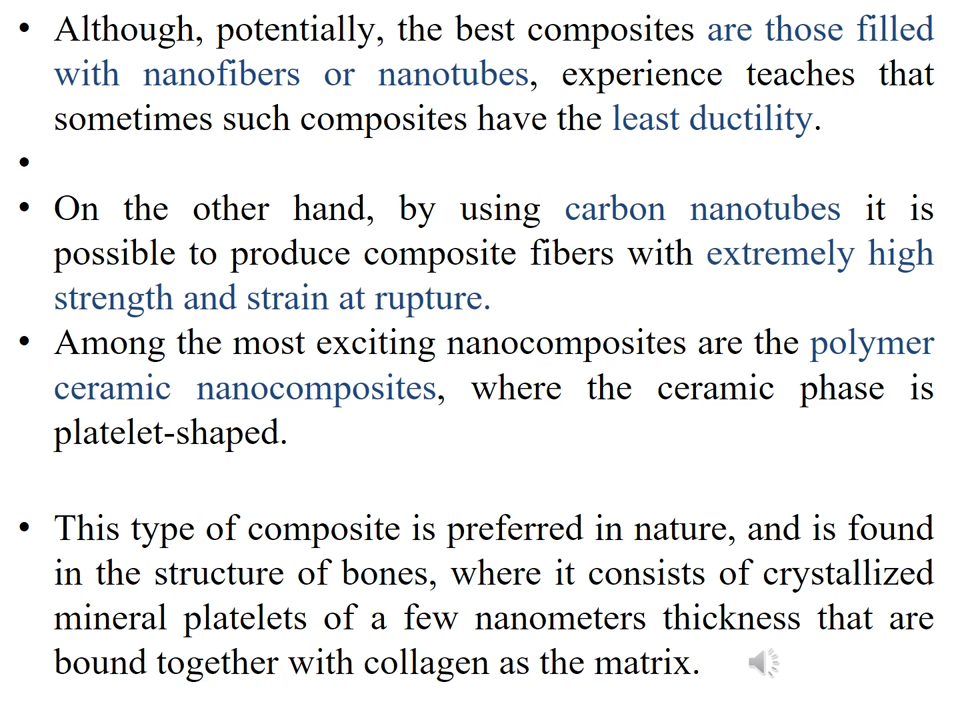 • Although, potentially, the best composites are those filled
with nanofibers or nanotubes, experience teaches that
sometimes such composites have the least ductility.
•
• On the other hand, by using carbon nanotubes it is
possible to produce composite fibers with extremely high
strength and strain at rupture.
• Among the most exciting nanocomposites are the polymer
ceramic nanocomposites, where the ceramic phase is
platelet-shaped.
• This type of composite is preferred in nature, and is found
in the structure of bones, where it consists of crystallized
mineral platelets of a few nanometers thickness that are
bound together with collagen as the matrix.